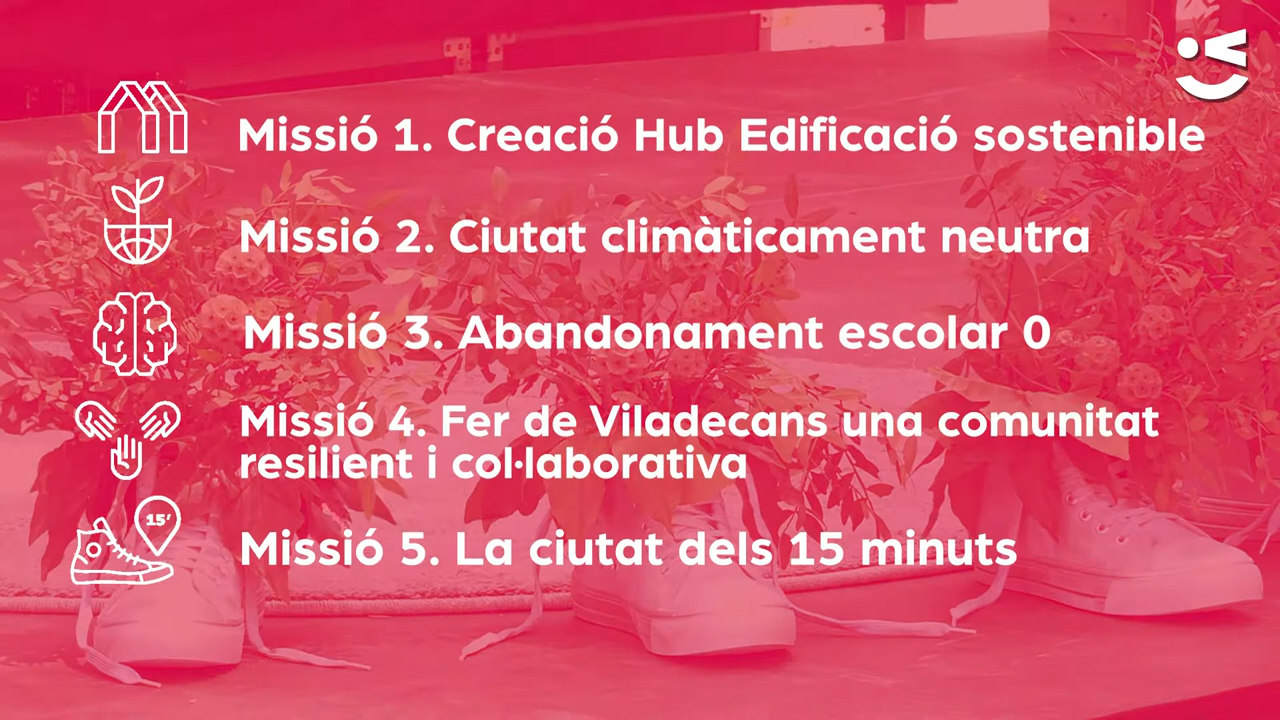 Missió 1. Creació Hub Edificació sostenible
Missió 2. Ciutat climàticament neutra
Missió 3. Abandonament escolar 0
Missió 4. Fer de Viladecans una comunitat
resilient i col·laborativa
15’
Missió 5. La ciutat dels 15 minuts